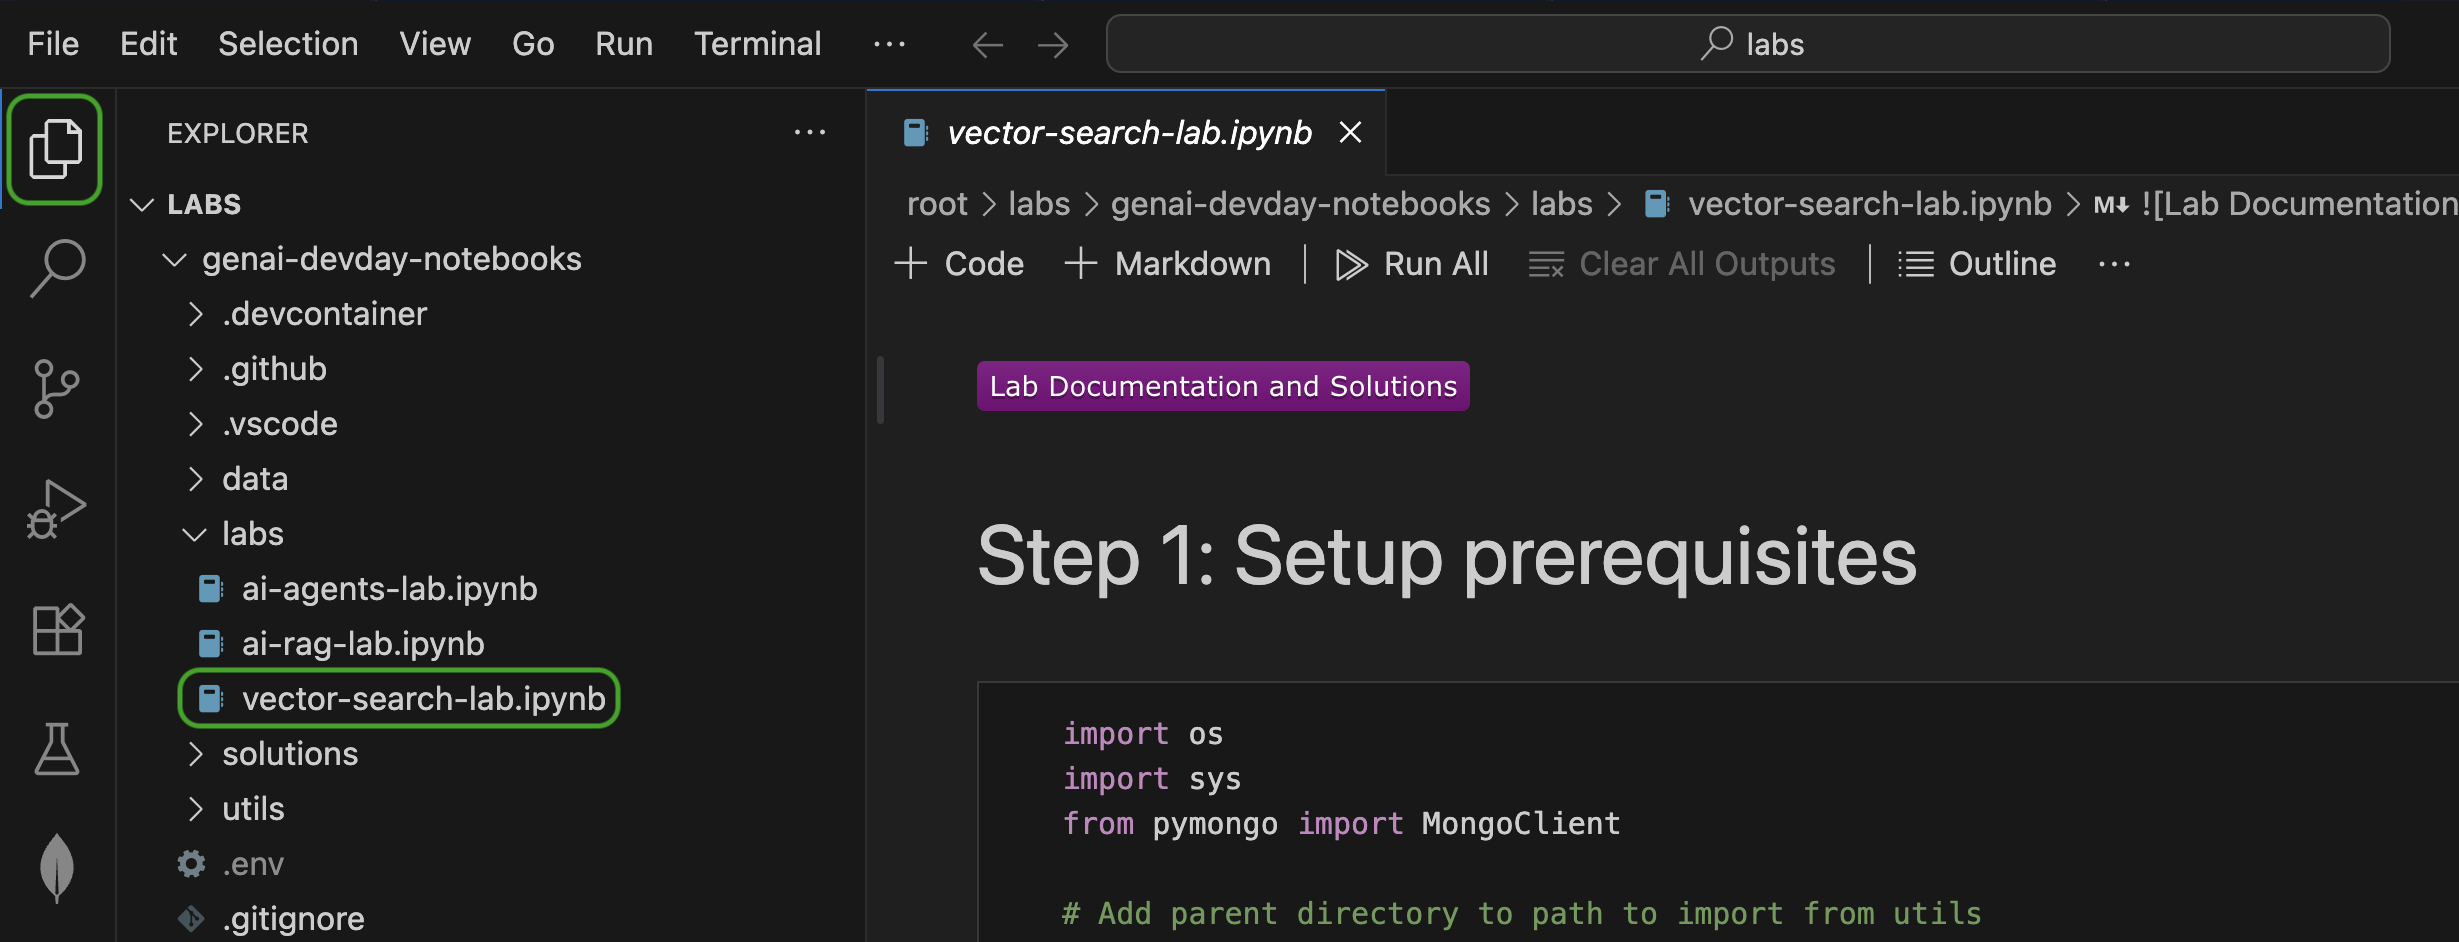 File Edit Selection View Go Run Terminal ···
labs
EXPLORER ···
LABS
genai-devday-notebooks
.devcontainer
.github
.vscode
data
labs
ai-agents-lab.ipynb
ai-rag-lab.ipynb
vector-search-lab.ipynb
solutions
utils
.env
.gitignore
vector-search-lab.ipynb
root > labs > genai-devday-notebooks > labs > vector-search-lab.ipynb > M↓ ![Lab Documentation
+ Code + Markdown | Run All Clear All Outputs | Outline ···
Lab Documentation and Solutions
Step 1: Setup prerequisites
import os
import sys
from pymongo import MongoClient
# Add parent directory to path to import from utils